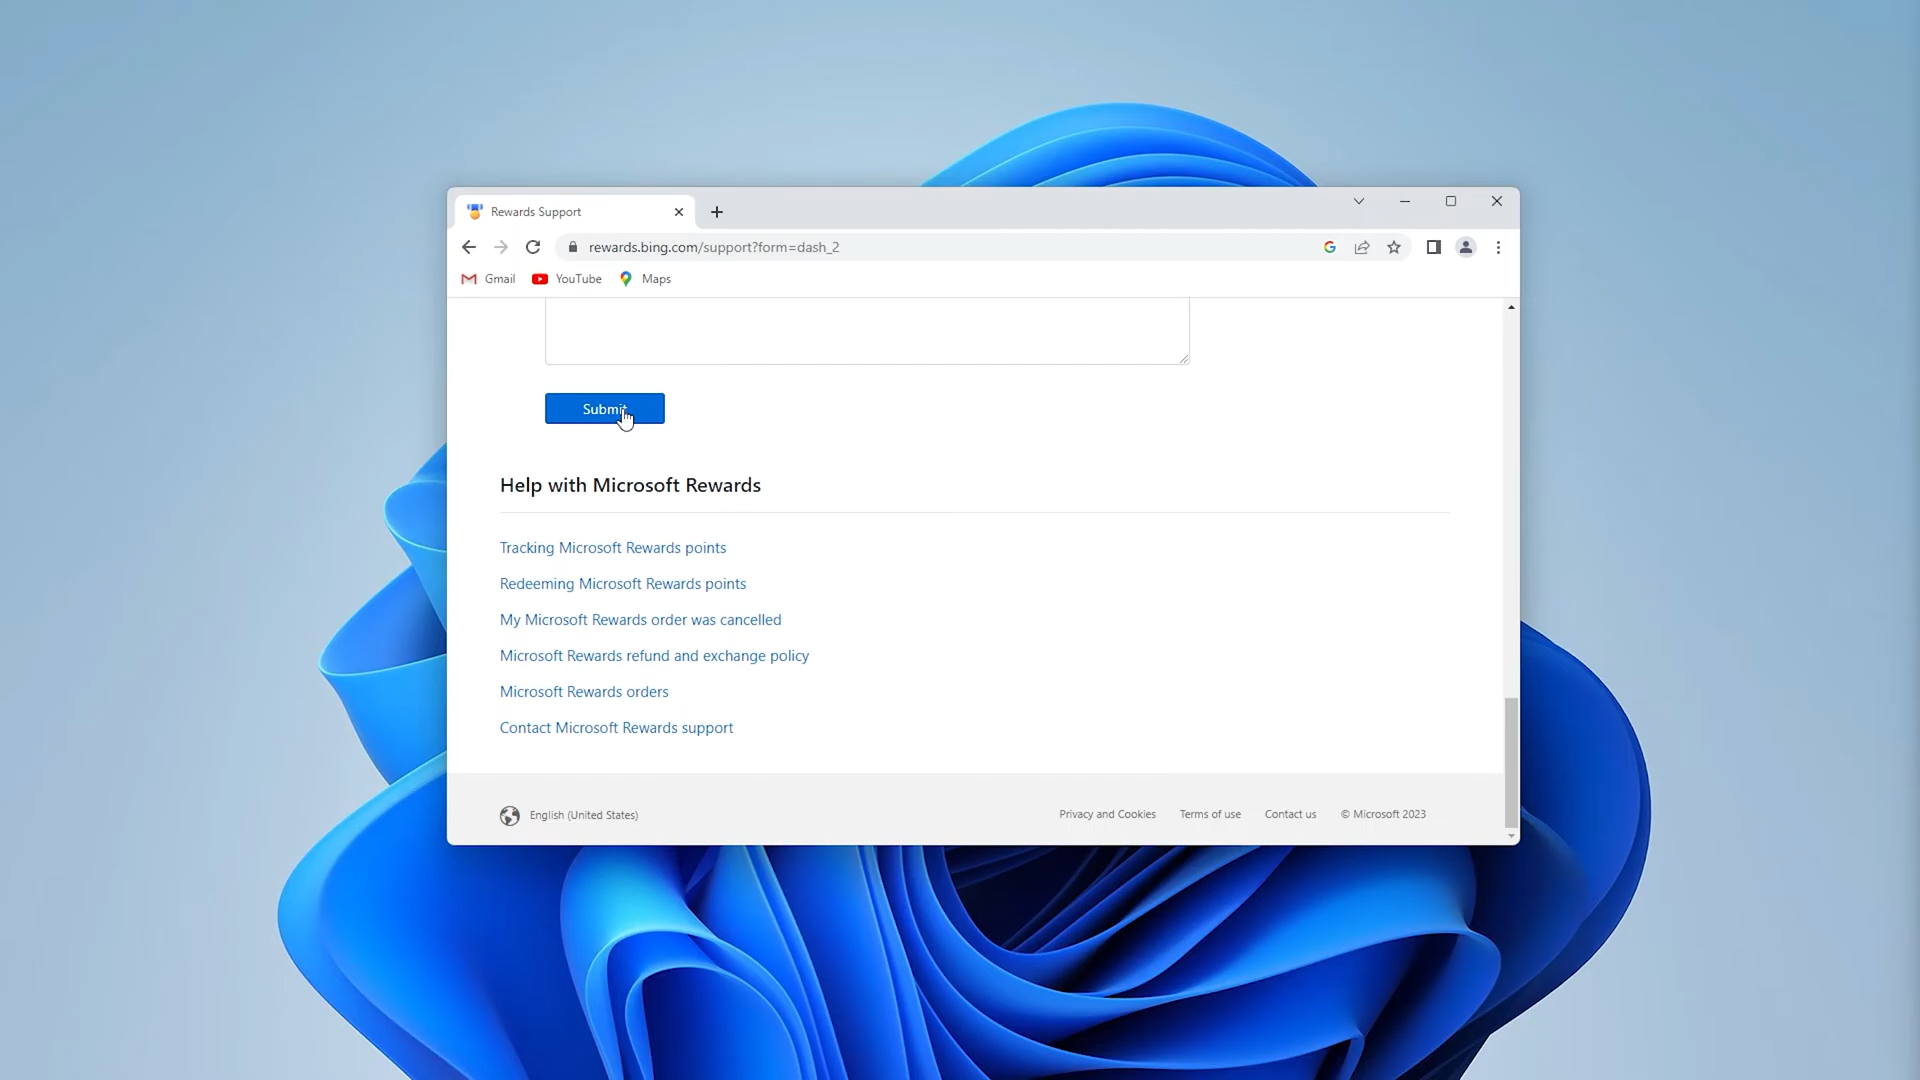 Rewards Support
rewards.bing.com/support?form=dash_2
Gmail YouTube Maps
Submit
Help with Microsoft Rewards
Tracking Microsoft Rewards points
Redeeming Microsoft Rewards points
My Microsoft Rewards order was cancelled
Microsoft Rewards refund and exchange policy
Microsoft Rewards orders
Contact Microsoft Rewards support
English (United States) Privacy and Cookies Terms of use Contact us © Microsoft 2023